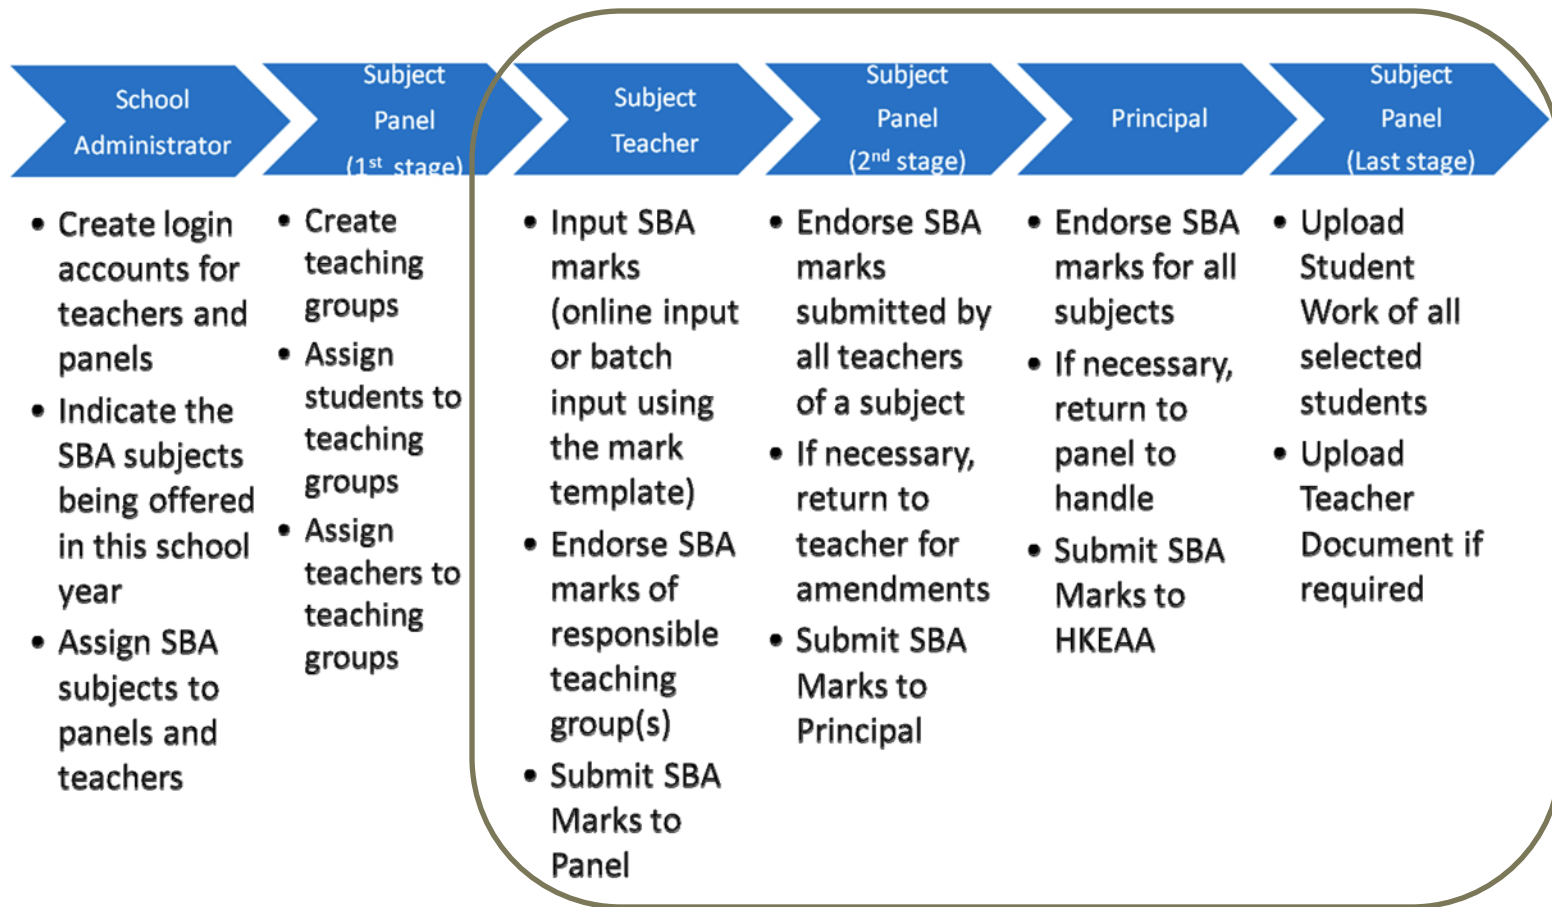 School
Administrator
• Create login
accounts for
teachers and
panels
• Indicate the
SBA subjects
being offered
in this school
year
• Assign SBA
subjects to
panels and
teachers
Subject
Panel
(1st stage)
• Create
teaching
groups
• Assign
students to
teaching
groups
• Assign
teachers to
teaching
groups
Subject
Teacher
• Input SBA
marks
(online input
or batch
input using
the mark
template)
• Endorse SBA
marks of
responsible
teaching
group(s)
• Submit SBA
Marks to
Panel
Subject
Panel
(2nd stage)
• Endorse SBA
marks
submitted by
all teachers
of a subject
• If necessary,
return to
teacher for
amendments
• Submit SBA
Marks to
Principal
Principal
• Endorse SBA
marks for all
subjects
• If necessary,
return to
panel to
handle
• Submit SBA
Marks to
HKEAA
Subject
Panel
(Last stage)
• Upload
Student
Work of all
selected
students
• Upload
Teacher
Document if
required